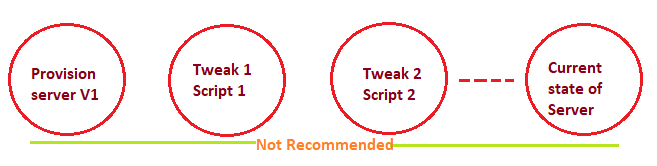 Provision
server V1
Tweak 1
Script 1
Tweak 2
Script 2
Current
state of
Server
Not Recommended